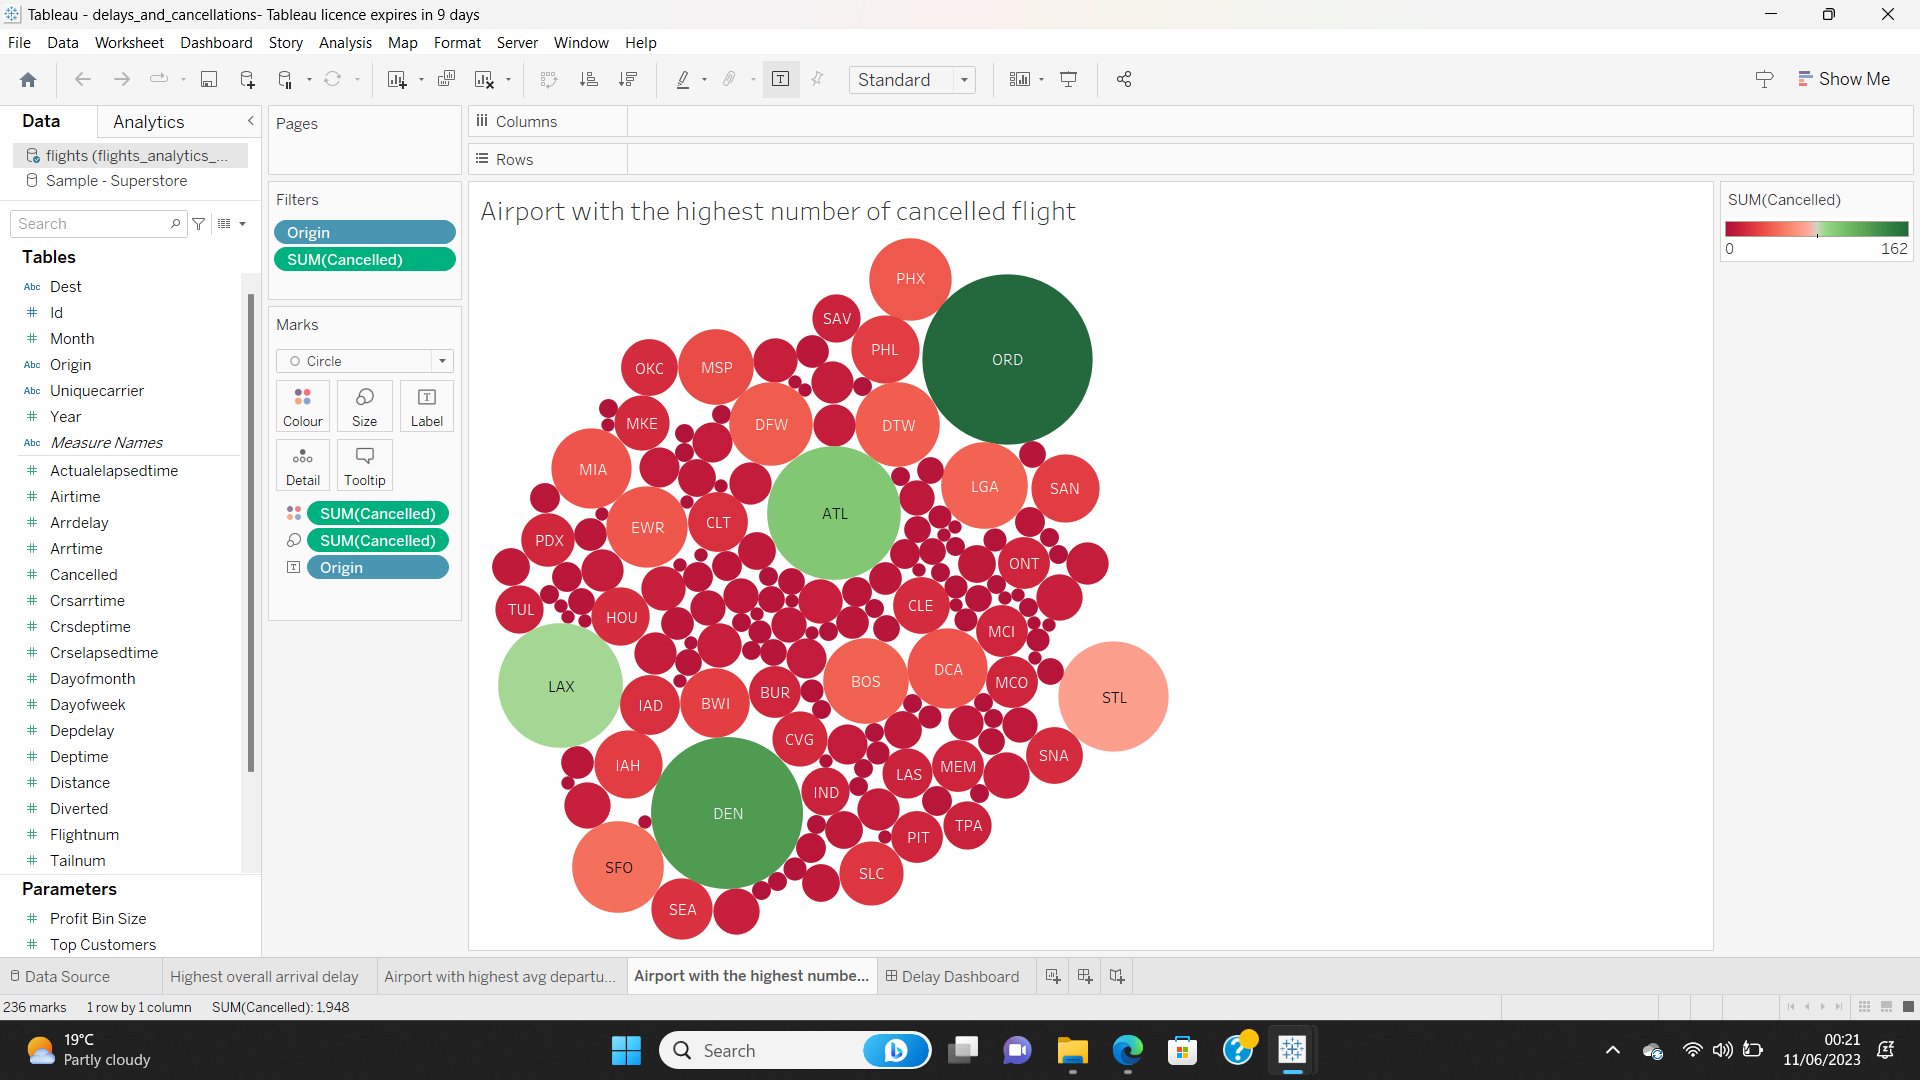 Tableau - delays_and_cancellations- Tableau licence expires in 9 days
File Data Worksheet Dashboard Story Analysis Map Format Server Window Help
Standard
Show Me
Data Analytics
flights (flights_analytics_...
Sample - Superstore
Search
Tables
Abc Dest
# Id
# Month
Abc Origin
Abc Uniquecarrier
# Year
Abc Measure Names
# Actualelapsedtime
# Airtime
# Arrdelay
# Arrtime
# Cancelled
# Crsarrtime
# Crsdeptime
# Crselapsedtime
# Dayofmonth
# Dayofweek
# Depdelay
# Deptime
# Distance
# Diverted
# Flightnum
# Tailnum
Parameters
# Profit Bin Size
# Top Customers
Pages
Filters
Origin
SUM(Cancelled)
Marks
Circle
Colour Size Label
Detail Tooltip
SUM(Cancelled)
SUM(Cancelled)
Origin
Columns
Rows
Airport with the highest number of cancelled flight
PHX
SAV
PHL
ORD
OKC
MSP
MKE
DFW
DTW
MIA
LGA
SAN
ATL
CLT
EWR
PDX
ONT
CLE
TUL
HOU
MCI
BOS
DCA
MCO
LAX
STL
IAD
BWI
BUR
CVG
SNA
IAH
LAS
MEM
IND
DEN
TPA
PIT
SFO
SLC
SEA
SUM(Cancelled)
0 162
Data Source
Highest overall arrival delay
Airport with highest avg departu...
Airport with the highest numbe...
Delay Dashboard
236 marks 1 row by 1 column SUM(Cancelled): 1,948
19°C
Partly cloudy
Search
00:21
11/06/2023